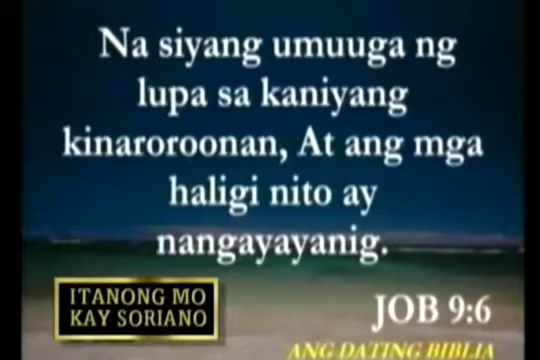 Na siyang umuuga ng
lupa sa kaniyang
kinaroroonan, At ang mga
haligi nito ay
nangayayanig.
ITANONG MO
KAY SORIANO
JOB 9:6
ANG DATING BIBLIA